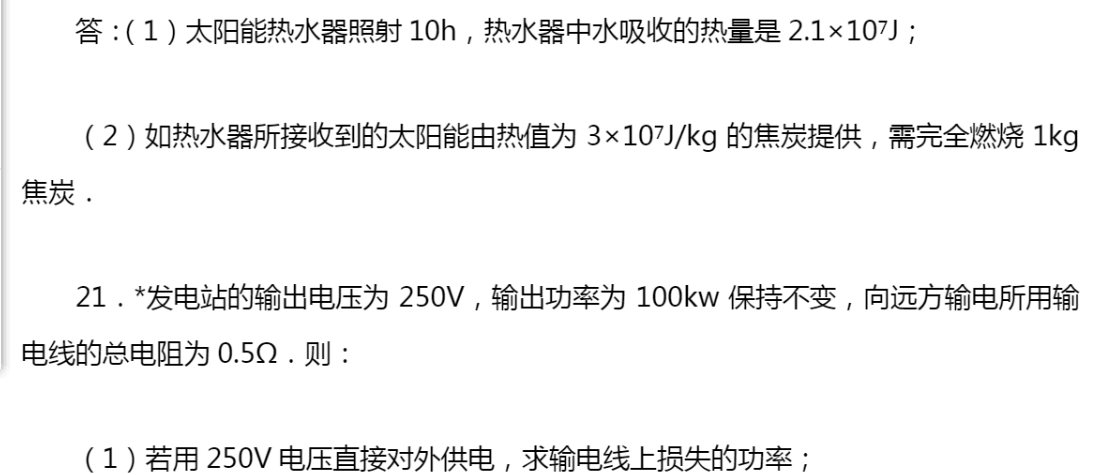 答：(1）太阳能热水器照射 10h，热水器中水吸收的热量是 2.1×10⁷J；
（2）如热水器所接收到的太阳能由热值为 3×10⁷J/kg 的焦炭提供，需完全燃烧 1kg
焦炭．
21．*发电站的输出电压为 250V，输出功率为 100kw 保持不变，向远方输电所用输
电线的总电阻为 0.5Ω．则：
（1）若用 250V 电压直接对外供电，求输电线上损失的功率；